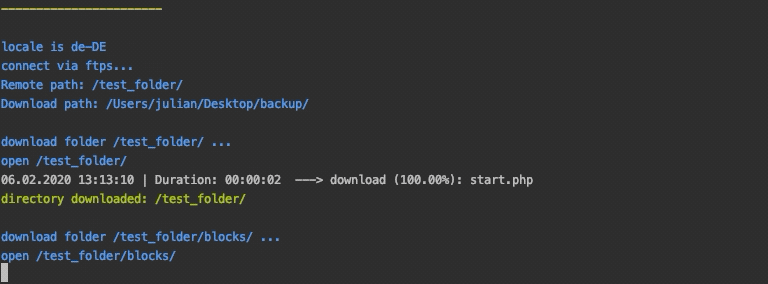 -----------------------
locale is de-DE
connect via ftps...
Remote path: /test_folder/
Download path: /Users/julian/Desktop/backup/
download folder /test_folder/ ...
open /test_folder/
06.02.2020 13:13:10 | Duration: 00:00:02  ---> download (100.00%): start.php
directory downloaded: /test_folder/
download folder /test_folder/blocks/ ...
open /test_folder/blocks/